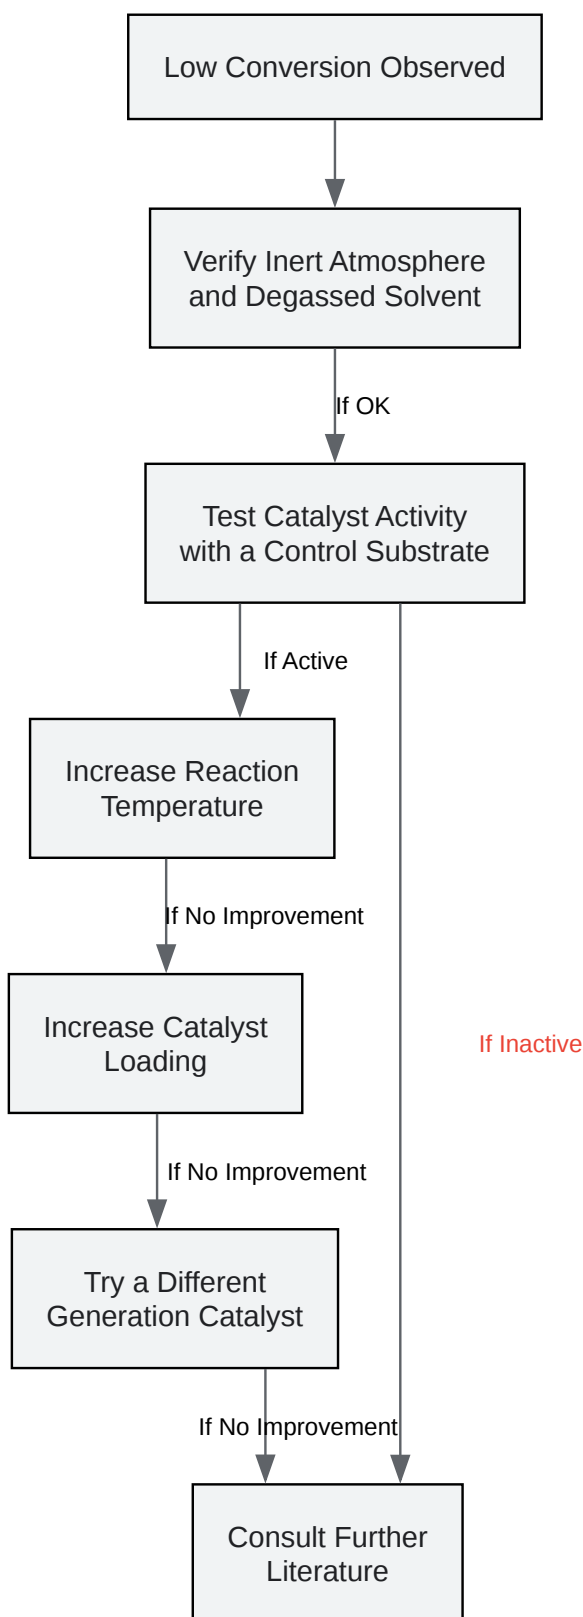 Low Conversion Observed
Verify Inert Atmosphere
and Degassed Solvent
If OK
Test Catalyst Activity
with a Control Substrate
If Active
Increase Reaction
Temperature
If No Improvement
Increase Catalyst
Loading
If Inactive
If No Improvement
Try a Different
Generation Catalyst
If No Improvement
Consult Further
Literature